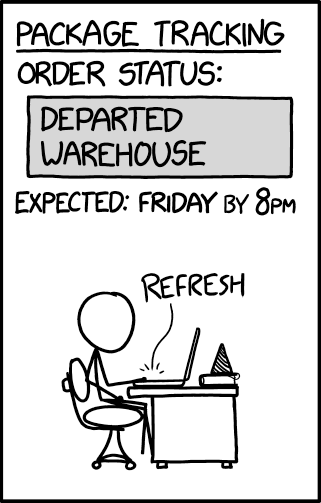 PACKAGE TRACKING
ORDER STATUS:
DEPARTED
WAREHOUSE
EXPECTED: FRIDAY BY 8PM
REFRESH